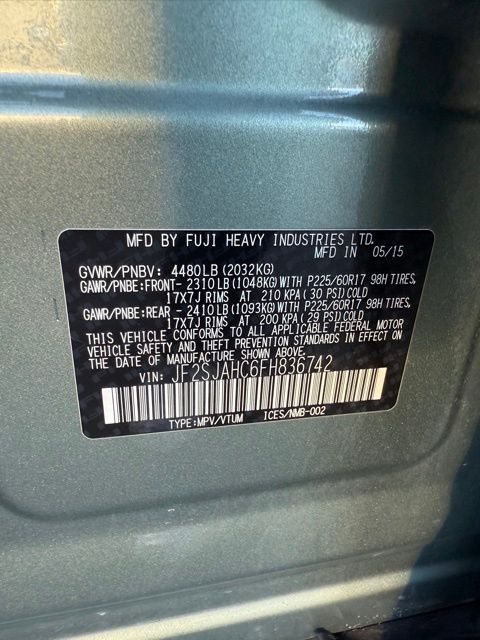 MFD BY FUJI HEAVY INDUSTRIES LTD.
MFD IN 05/15
GVWR/PNBV: 4480LB(2032KG)
GAWR/PNBE:FRONT- 2310LB(1048KG)WITH P225/60R17 98H TIRES,
17X7J RIMS AT 210 KPA( 30 PSI)COLD
GAWR/PNBE:REAR - 2410LB(1093KG)WITH P225/60R17 98H TIRES,
17X7J RIMS AT 200 KPA( 29 PSI)COLD
THIS VEHICLE CONFORMS TO ALL APPLICABLE FEDERAL MOTOR
VEHICLE SAFETY AND THEFT PREVENTION STANDARDS IN EFFECT ON
THE DATE OF MANUFACTURE SHOWN ABOVE.
VIN: JF2SJAHC6FH836742
TYPE:MPV/VTUM ICES/NMB-002